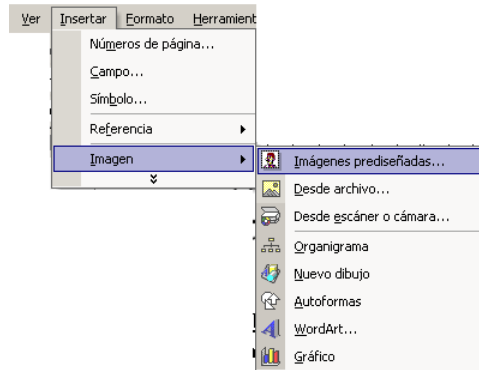 Ver Insertar Formato Herramient
Números de página...
Campo...
Símbolo...
Referencia
Imagen
Imágenes prediseñadas...
Desde archivo...
Desde escáner o cámara...
Organigrama
Nuevo dibujo
Autoformas
WordArt...
Gráfico